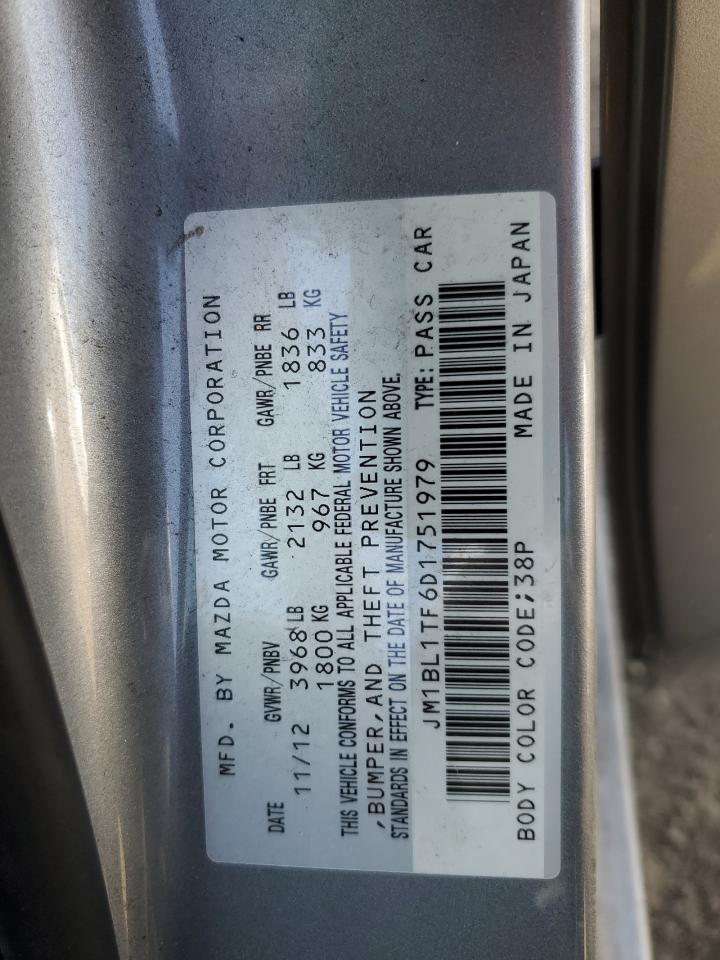 MFD. BY MAZDA MOTOR CORPORATION
DATE GVWR/PNBV GAWR/PNBE FRT GAWR/PNBE RR
11/12 3968 LB 2132 LB 1836 LB
1800 KG 967 KG 833 KG
THIS VEHICLE CONFORMS TO ALL APPLICABLE FEDERAL MOTOR VEHICLE SAFETY
,BUMPER,AND THEFT PREVENTION
STANDARDS IN EFFECT ON THE DATE OF MANUFACTURE SHOWN ABOVE.
JM1BL1TF6D1751979 TYPE: PASS CAR
BODY COLOR CODE;38P MADE IN JAPAN